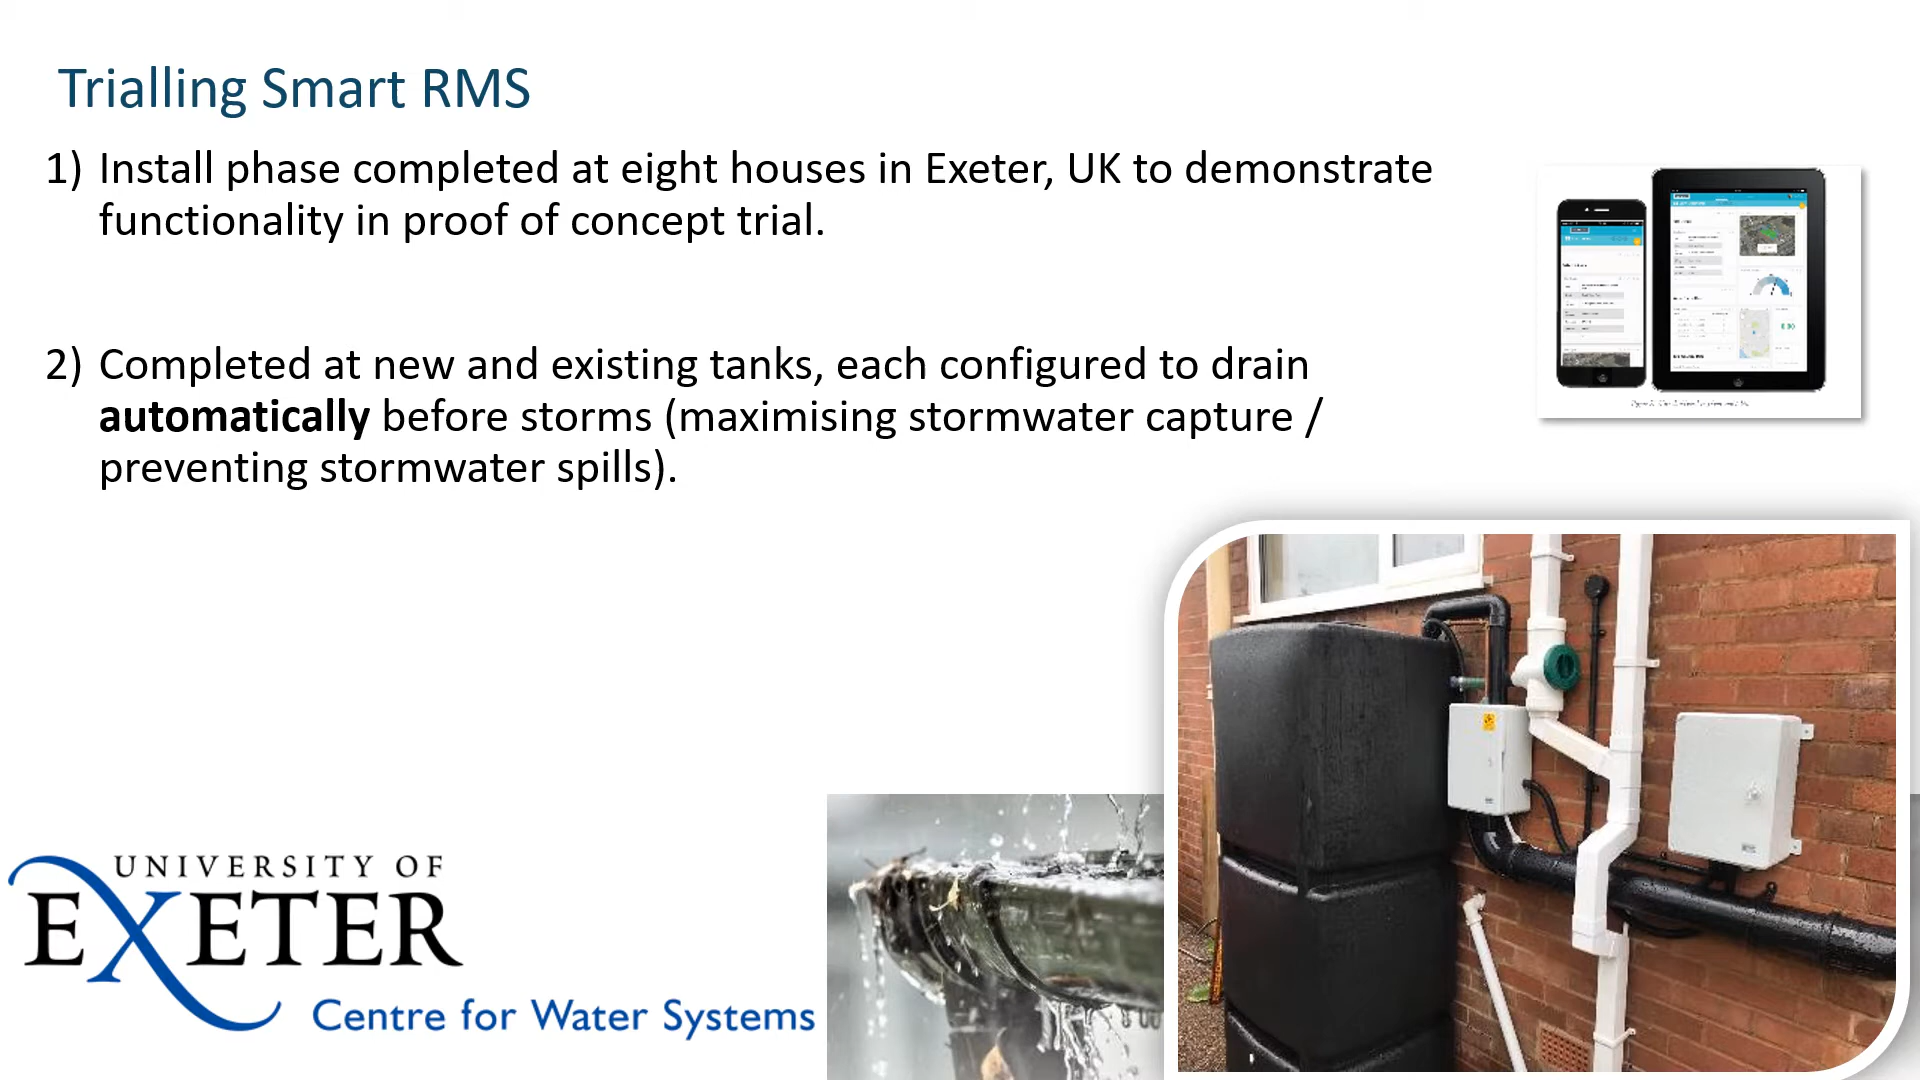 Trialling Smart RMS
1) Install phase completed at eight houses in Exeter, UK to demonstrate
functionality in proof of concept trial.
2) Completed at new and existing tanks, each configured to drain
automatically before storms (maximising stormwater capture /
preventing stormwater spills).
UNIVERSITY OF
EXETER
Centre for Water Systems